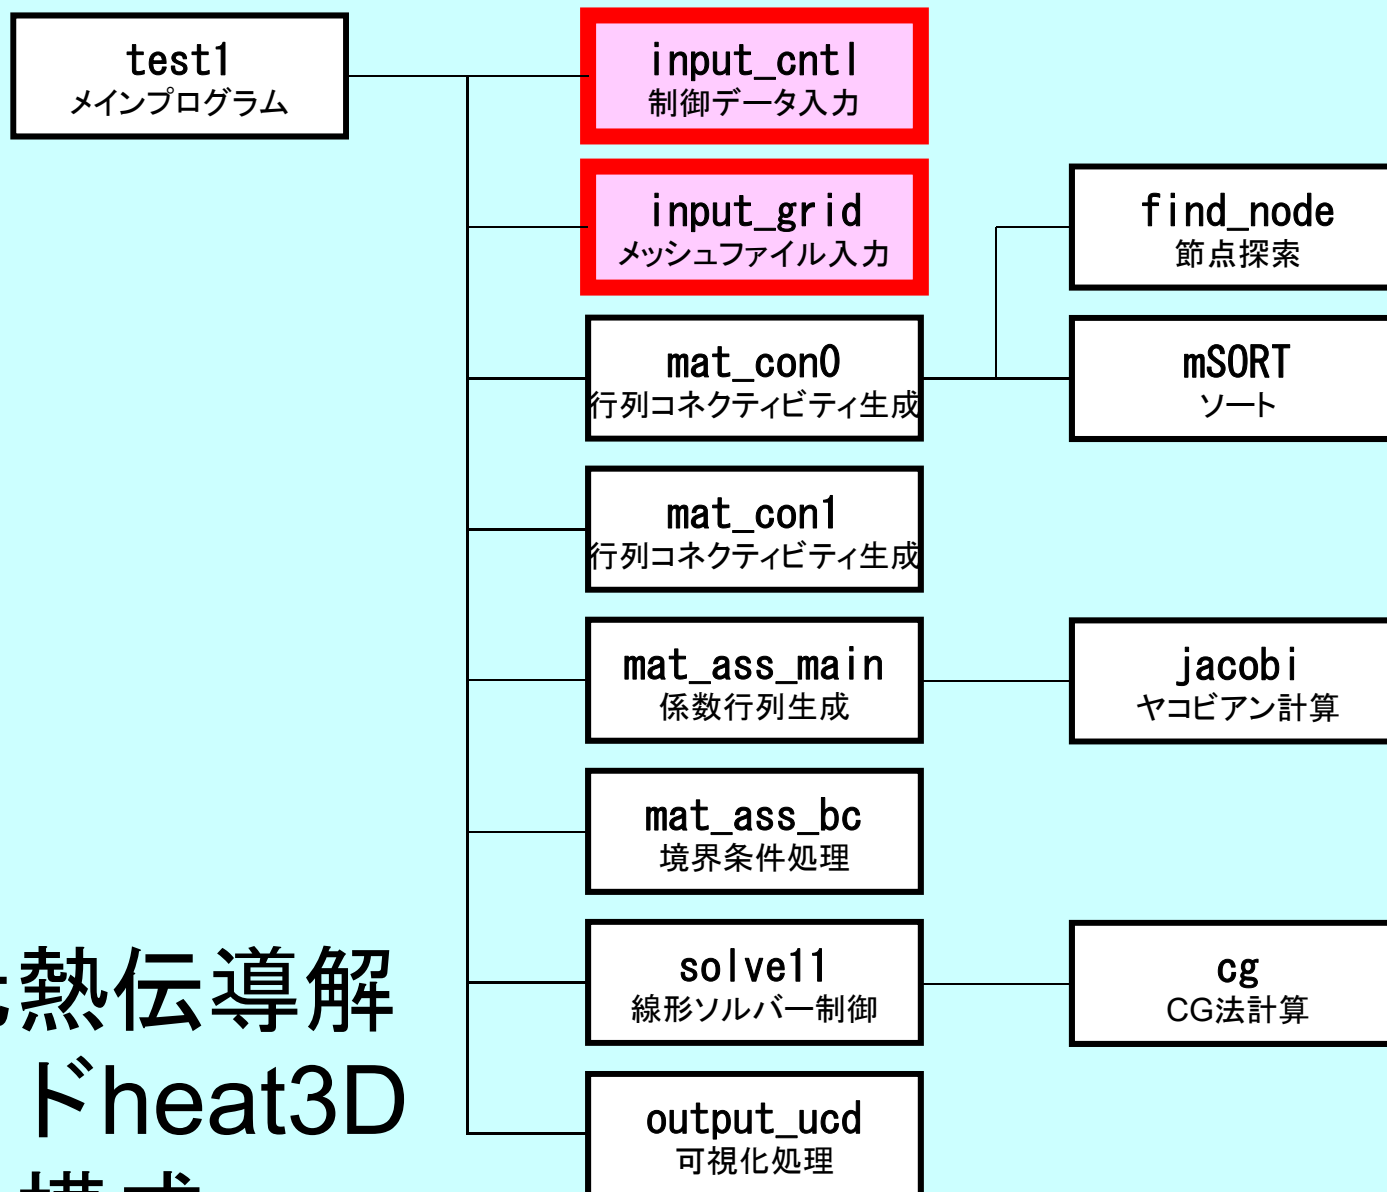 test1
メインプログラム
input_cntl
制御データ入力
input_grid
メッシュファイル入力
find_node
節点探索
mat_con0
行列コネクティビティ生成
mSORT
ソート
mat_con1
行列コネクティビティ生成
mat_ass_main
係数行列生成
jacobi
ヤコビアン計算
mat_ass_bc
境界条件処理
solve11
線形ソルバー制御
cg
CG法計算
output_ucd
可視化処理
熱伝導解
ドheat3D